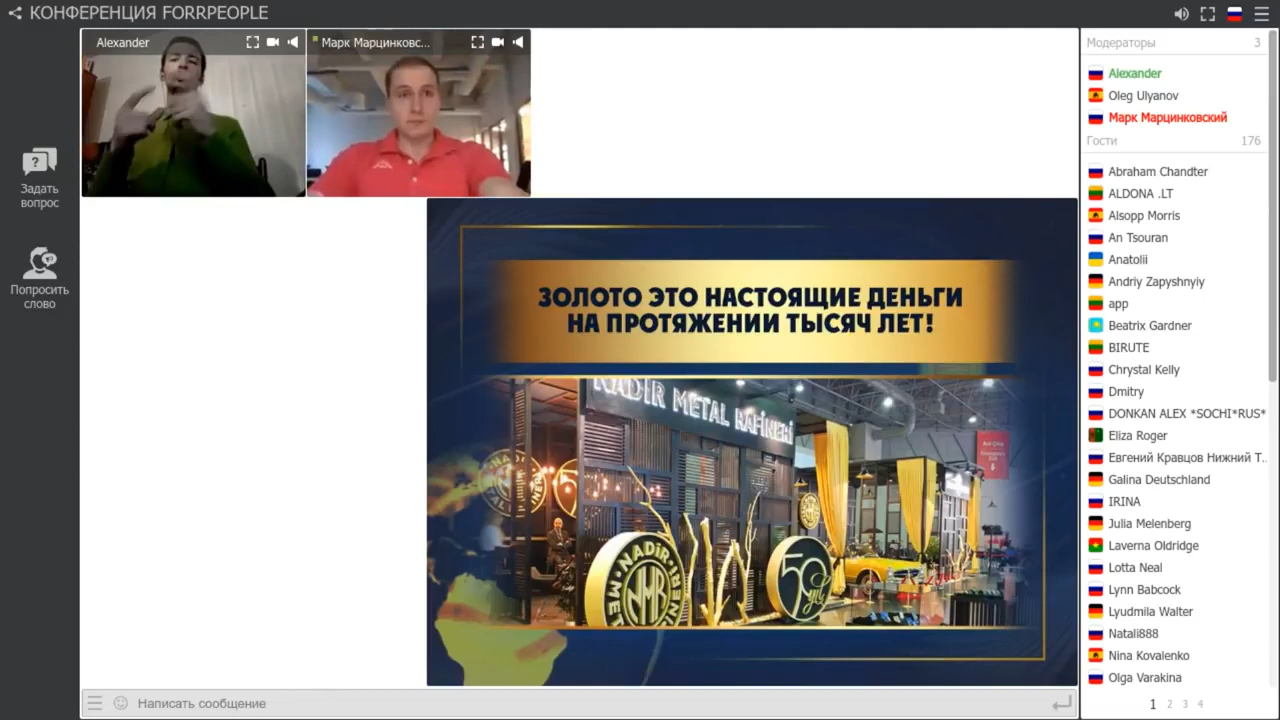 КОНФЕРЕНЦИЯ FORRPEOPLE
Задать
вопрос
Попросить
слово
Alexander
Марк Марцинковс...
ЗОЛОТО ЭТО НАСТОЯЩИЕ ДЕНЬГИ
НА ПРОТЯЖЕНИИ ТЫСЯЧ ЛЕТ!
NADIR METAL RAFİNERİ
NADİR
50
Написать сообщение
Модераторы 3
Alexander
Oleg Ulyanov
Марк Марцинковский
Гости 176
Abraham Chandter
ALDONA .LT
Alsopp Morris
An Tsouran
Anatolii
Andriy Zapyshnyiy
app
Beatrix Gardner
BIRUTE
Chrystal Kelly
Dmitry
DONKAN ALEX *SOCHI*RUS*
Eliza Roger
Евгений Кравцов Нижний Т..
Galina Deutschland
IRINA
Julia Melenberg
Laverna Oldridge
Lotta Neal
Lynn Babcock
Lyudmila Walter
Natali888
Nina Kovalenko
Olga Varakina
1 2 3 4